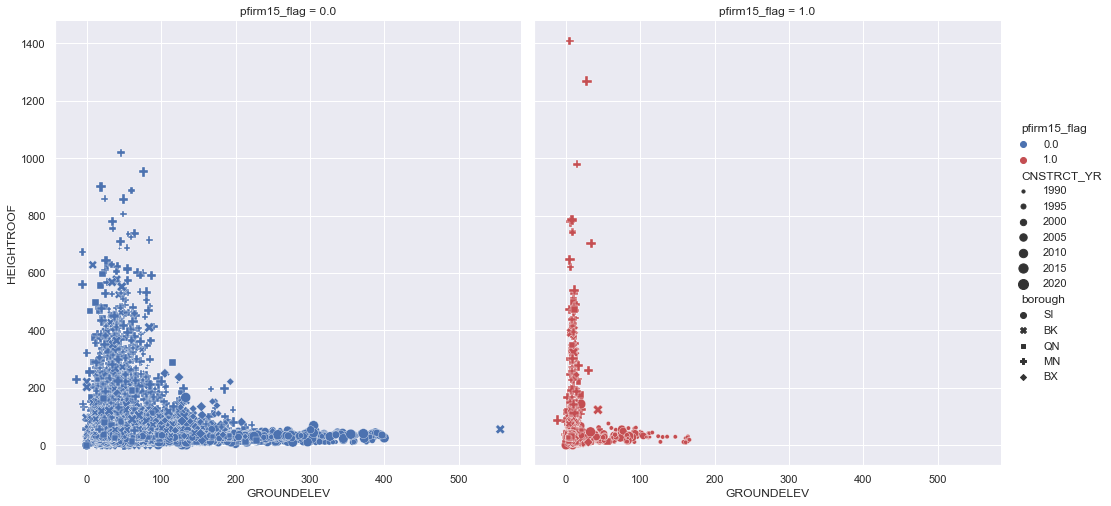 pfirm15_flag = 0.0
pfirm15_flag = 1.0
HEIGHTROOF
1400
1200
1000
800
600
400
200
0
0
100
200
300
400
500
GROUNDELEV
0
100
200
300
400
500
GROUNDELEV
pfirm15_flag
0.0
1.0
CNSTRCT_YR
1990
1995
2000
2005
2010
2015
2020
borough
SI
BK
QN
MN
BX